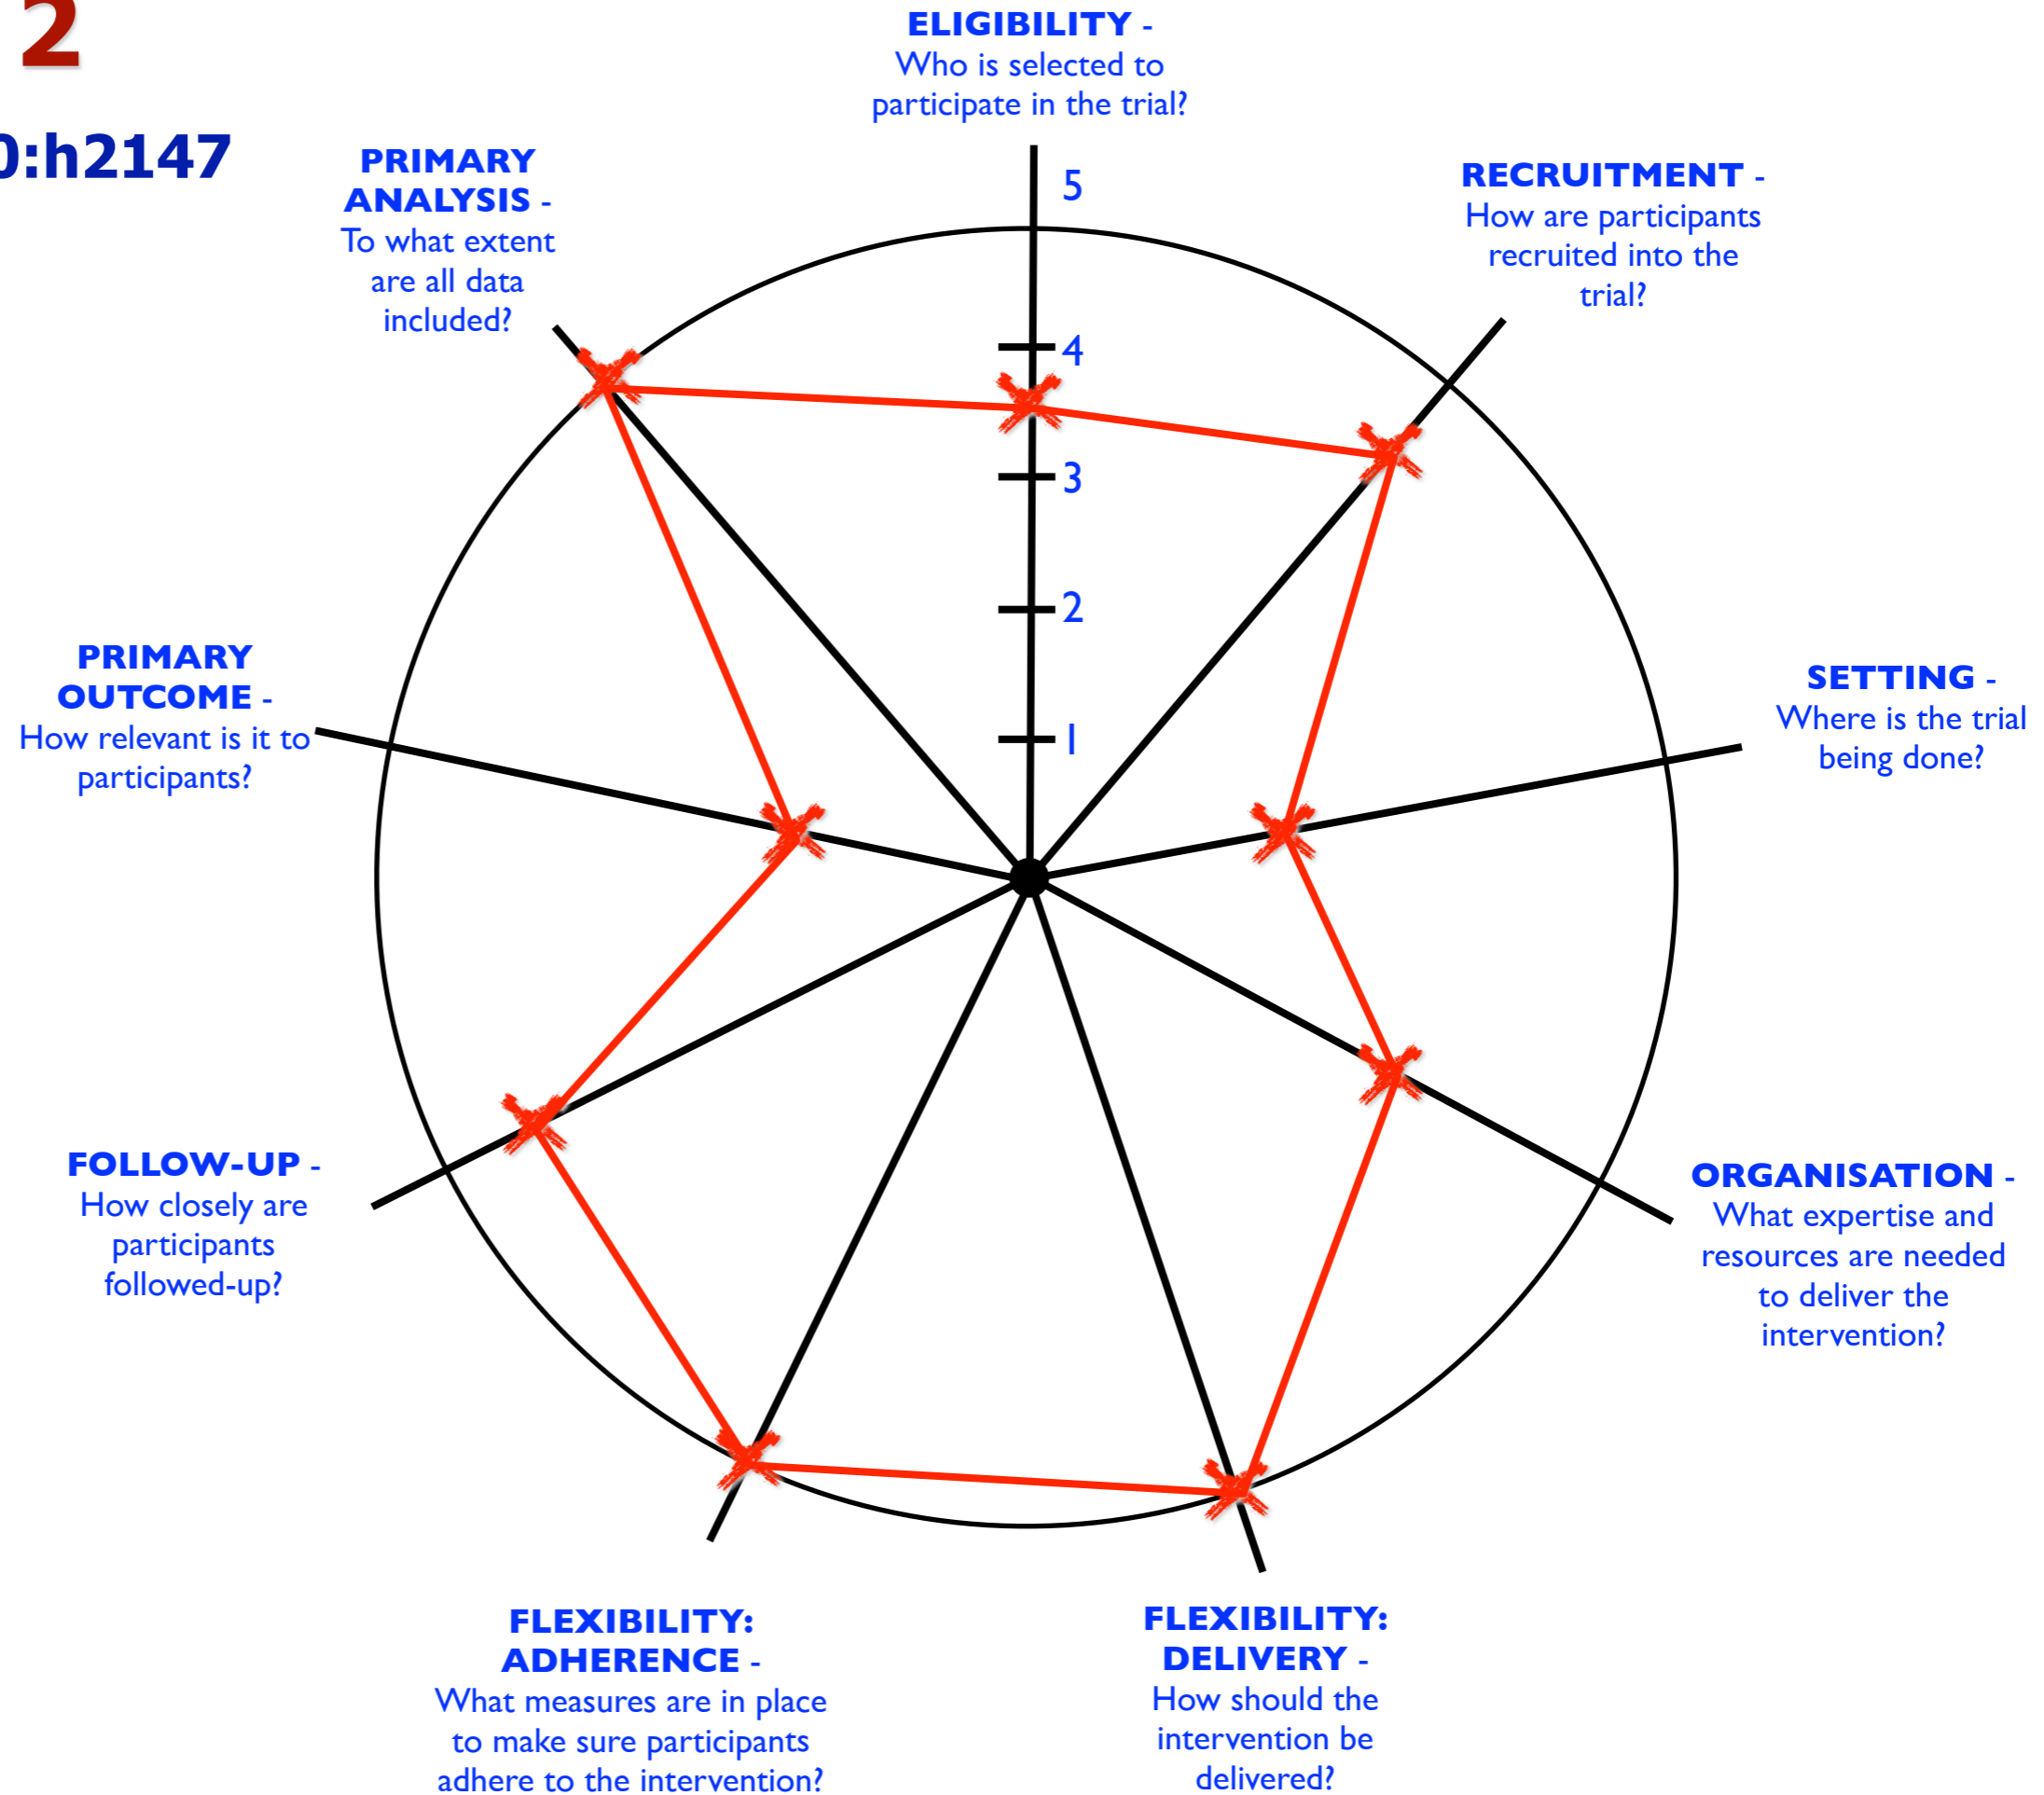 2
0:h2147
ELIGIBILITY -
Who is selected to
participate in the trial?
PRIMARY
ANALYSIS -
To what extent
are all data
included?
RECRUITMENT -
How are participants
recruited into the
trial?
5
4
3
2
1
PRIMARY
OUTCOME -
How relevant is it to
participants?
SETTING -
Where is the trial
being done?
FOLLOW-UP -
How closely are
participants
followed-up?
ORGANISATION -
What expertise and
resources are needed
to deliver the
intervention?
FLEXIBILITY:
ADHERENCE -
What measures are in place
to make sure participants
adhere to the intervention?
FLEXIBILITY:
DELIVERY -
How should the
intervention be
delivered?